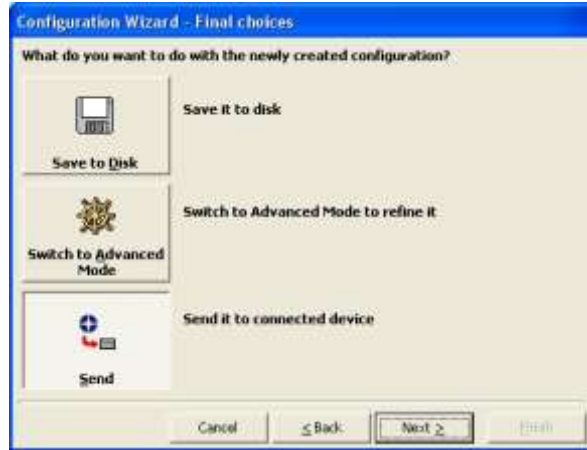 Configuration Wizard - Final choices
What do you want to do with the newly created configuration?
Save it to disk
Save to Disk
Switch to Advanced Mode to refine it
Switch to Advanced
Mode
Send it to connected device
Send
Cancel
< Back
Next >
Finish